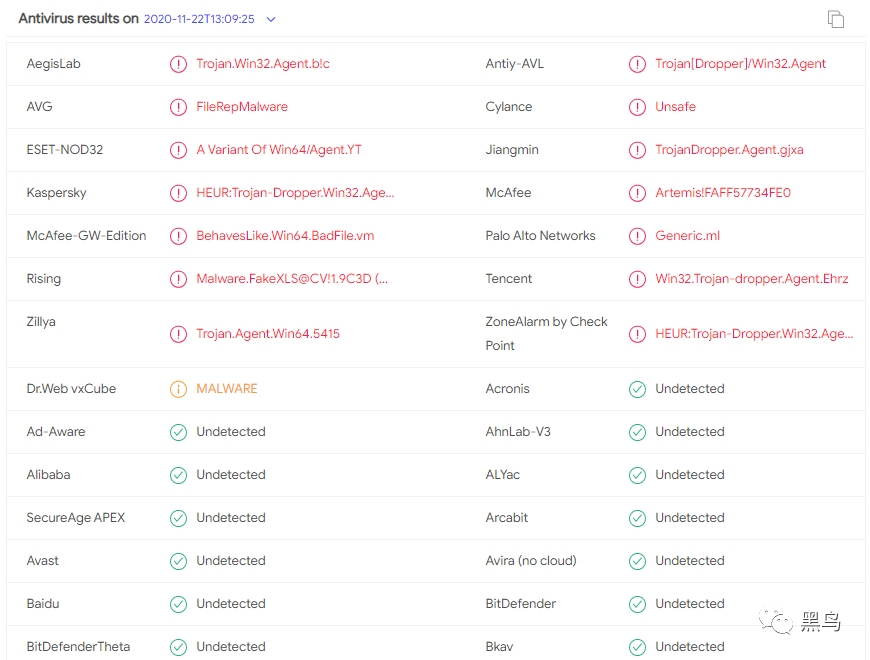 Antivirus results on 2020-11-22T13:09:25
AegisLab Trojan.Win32.Agent.b!c Antiy-AVL Trojan[Dropper]/Win32.Agent
AVG FileRepMalware Cylance Unsafe
ESET-NOD32 A Variant Of Win64/Agent.YT Jiangmin TrojanDropper.Agent.gjxa
Kaspersky HEUR:Trojan-Dropper.Win32.Age... McAfee Artemis!FAFF57734FE0
McAfee-GW-Edition BehavesLike.Win64.BadFile.vm Palo Alto Networks Generic.ml
Rising Malware.FakeXLS@CV!1.9C3D (... Tencent Win32.Trojan-dropper.Agent.Ehrz
Zillya Trojan.Agent.Win64.5415 ZoneAlarm by Check
Point HEUR:Trojan-Dropper.Win32.Age...
Dr.Web vxCube MALWARE Acronis Undetected
Ad-Aware Undetected AhnLab-V3 Undetected
Alibaba Undetected ALYac Undetected
SecureAge APEX Undetected Arcabit Undetected
Avast Undetected Avira (no cloud) Undetected
Baidu Undetected BitDefender Undetected
黑鸟
BitDefenderTheta Undetected Bkav Undetected